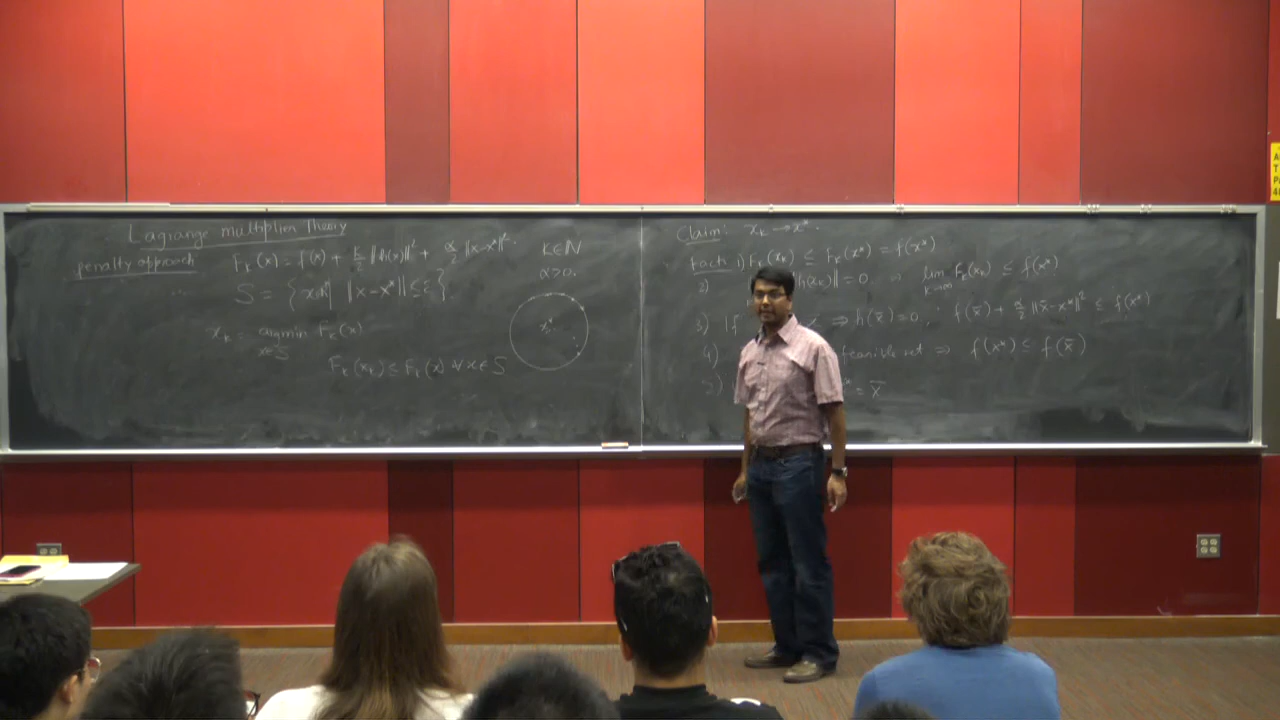 Lagrange multiplier Theory
penalty approach
F_k(x) = f(x) + k/2 ||h(x)||² + α/2 ||x-x*||².
k∈N
α>0.
S = { x∈Rⁿ | ||x-x*|| ≤ ε }
x*
x_k = argmin F_k(x)
x∈S
F_k(x_k) ≤ F_k(x) ∀ x∈S
Claim: x_k → x*.
Facts 1) F_k(x_k) ≤ F_k(x*) = f(x*)
2) h(x_k)|| = 0 lim F_k(x_k) ≤ f(x*)
k→∞
3) If ⇒ h(x̄)=0, f(x̄) + α/2 ||x̄-x*||² ≤ f(x*)
4) feasible set ⇒ f(x*) ≤ f(x̄)
5) = x̄